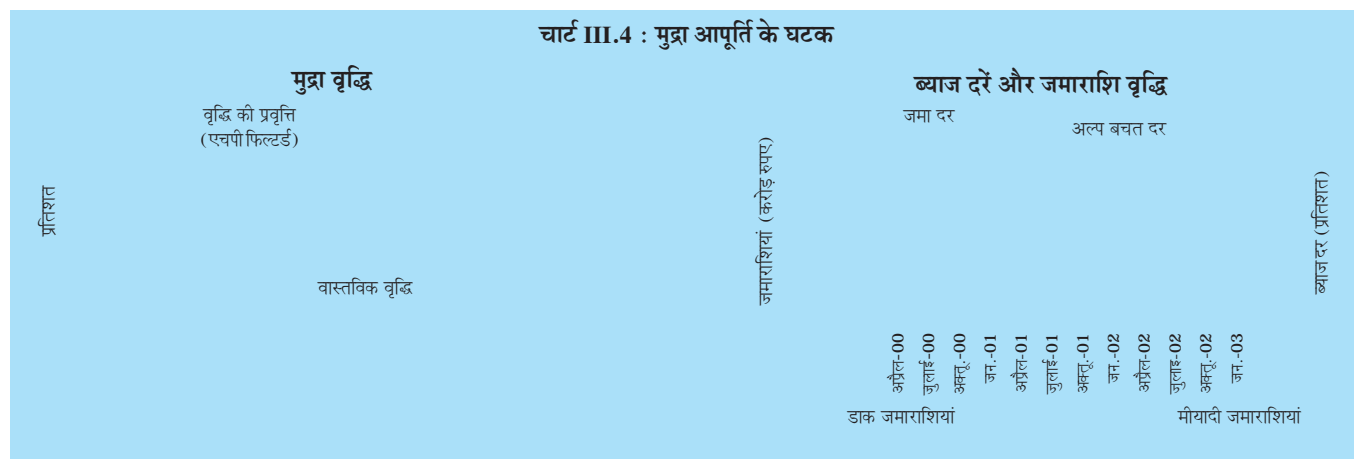 चार्ट III.4 : मुद्रा आपूर्ति के घटक
मुद्रा वृद्धि
वृद्धि की प्रवृत्ति
(एचपी फिल्टर्ड)
प्रतिशत
वास्तविक वृद्धि
ब्याज दरें और जमाराशि वृद्धि
जमा दर
अल्प बचत दर
जमाराशियां (करोड़ रुपए)
ब्याज दर (प्रतिशत)
अप्रैल-00
जुलाई-00
अक्तू.-00
जन.-01
अप्रैल-01
जुलाई-01
अक्तू.-01
जन.-02
अप्रैल-02
जुलाई-02
अक्तू.-02
जन.-03
डाक जमाराशियां
मीयादी जमाराशियां